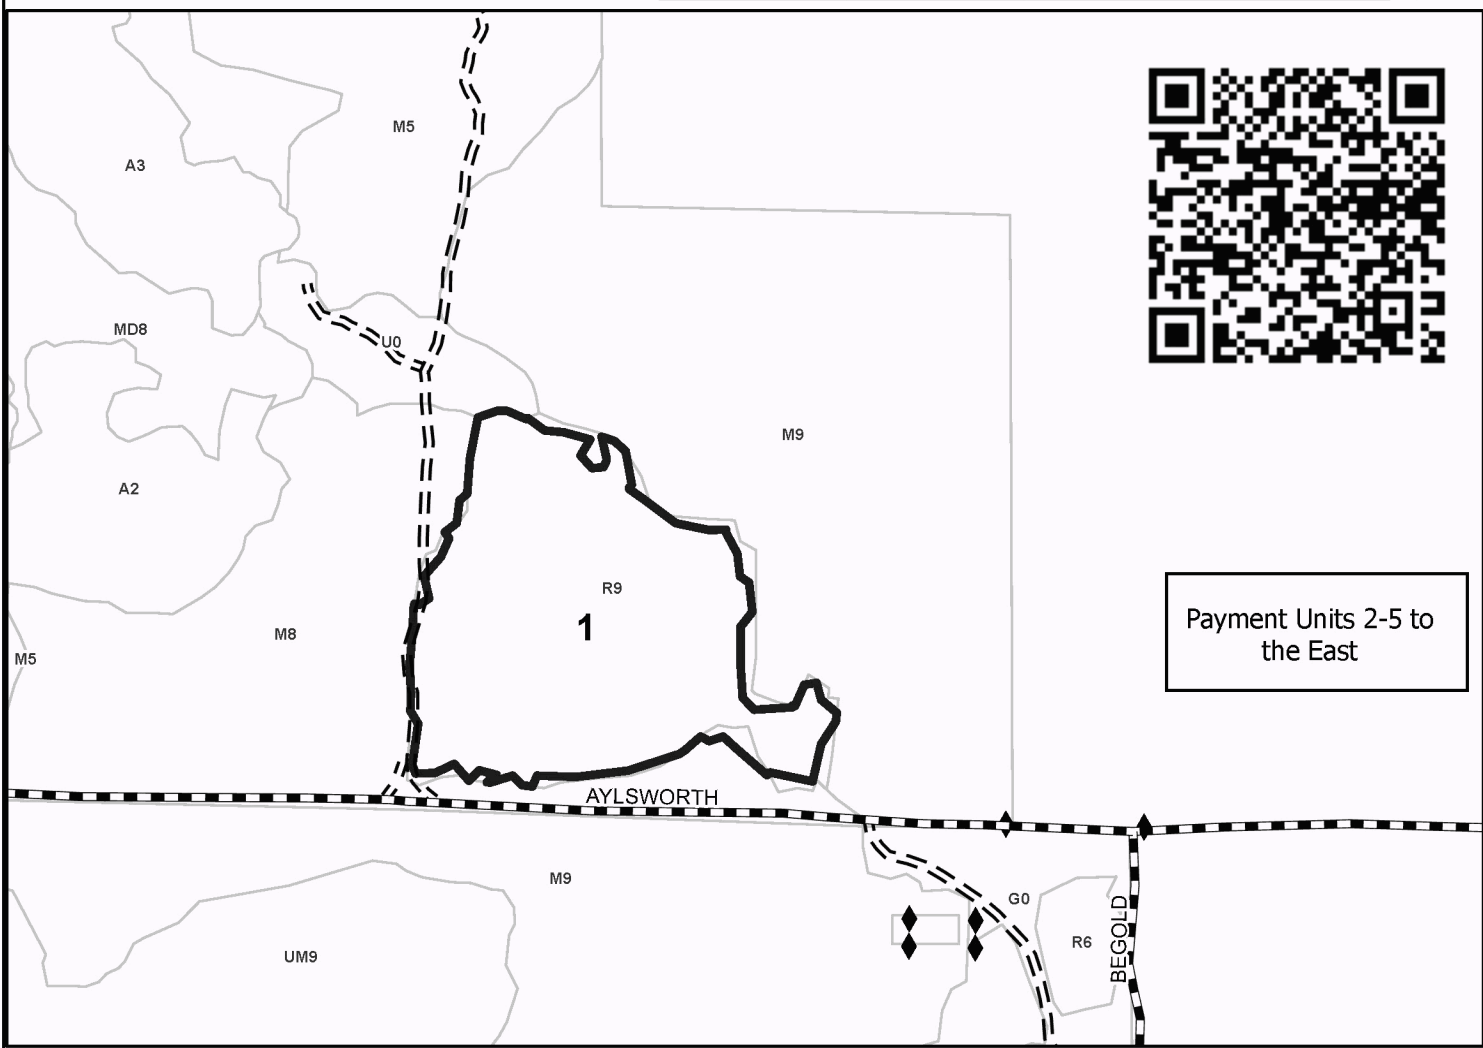 M5
A3
MD8
U0
M9
A2
R9
1
Payment Units 2-5 to
the East
M8
M5
AYLSWORTH
M9
G0
R6
BEGOLD
UM9